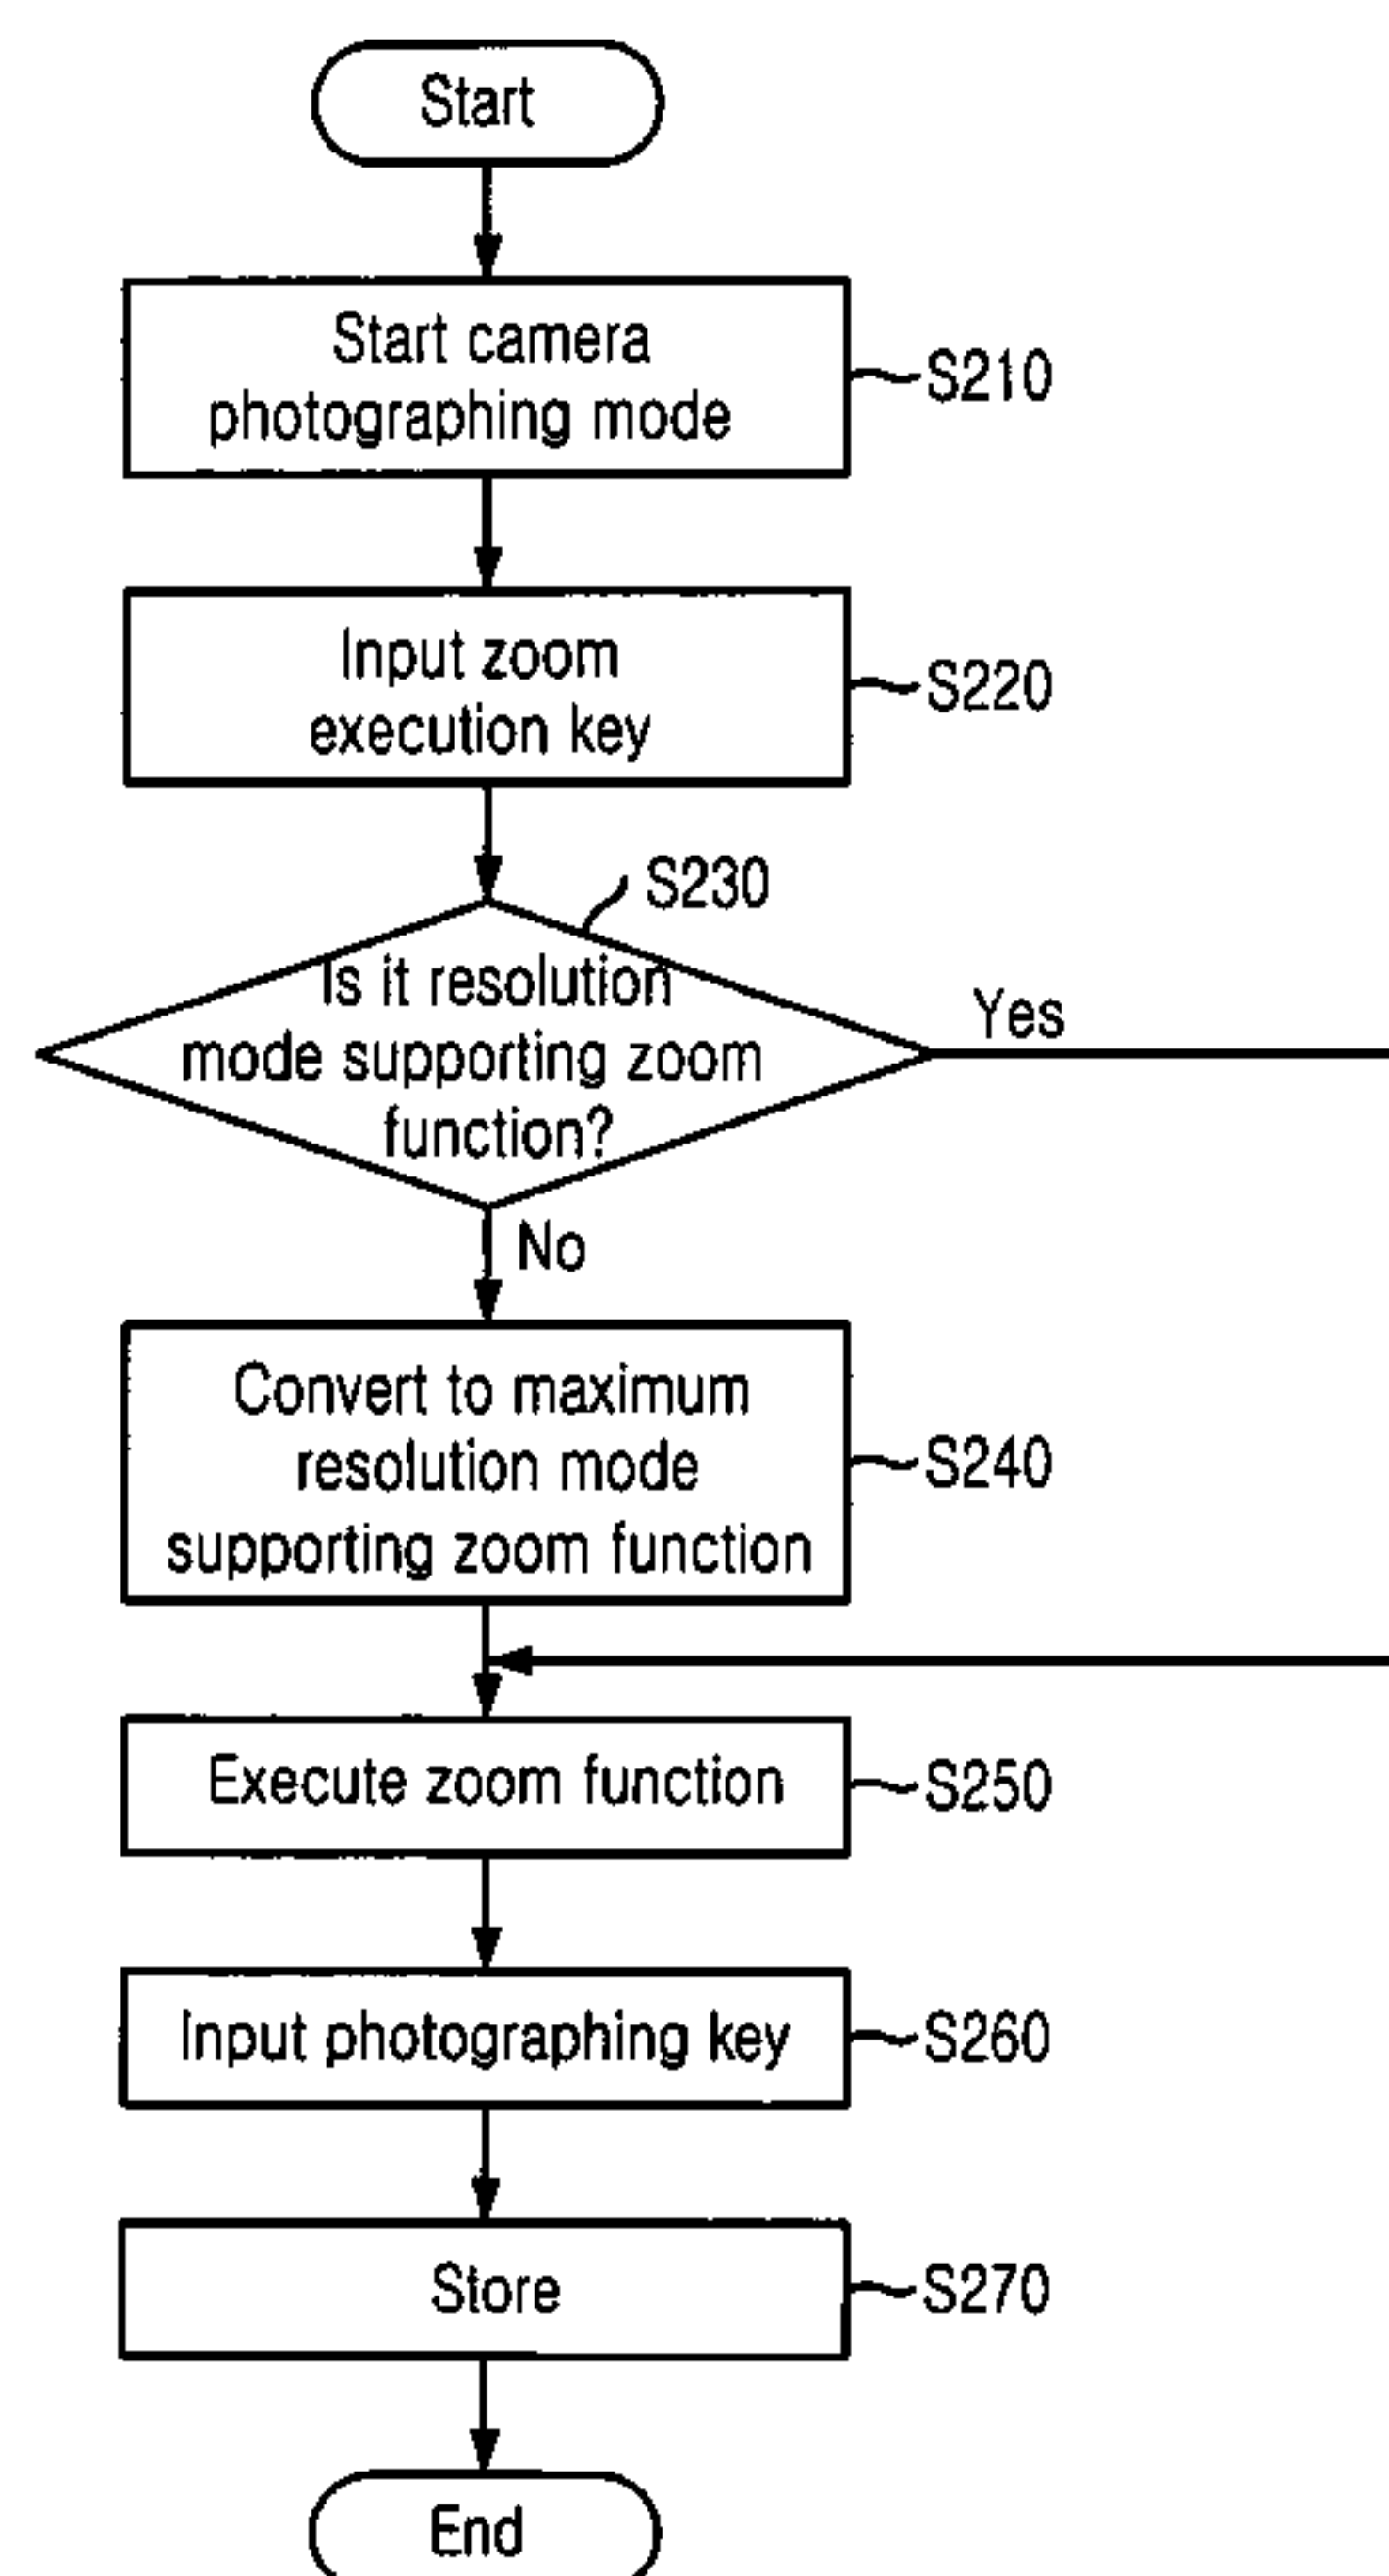 Start
Start camera
photographing mode
S210
Input zoom
execution key
S220
S230
Is it resolution
mode supporting zoom
function?
Yes
No
Convert to maximum
resolution mode
supporting zoom function
S240
Execute zoom function
S250
Input photographing key
S260
Store
S270
End